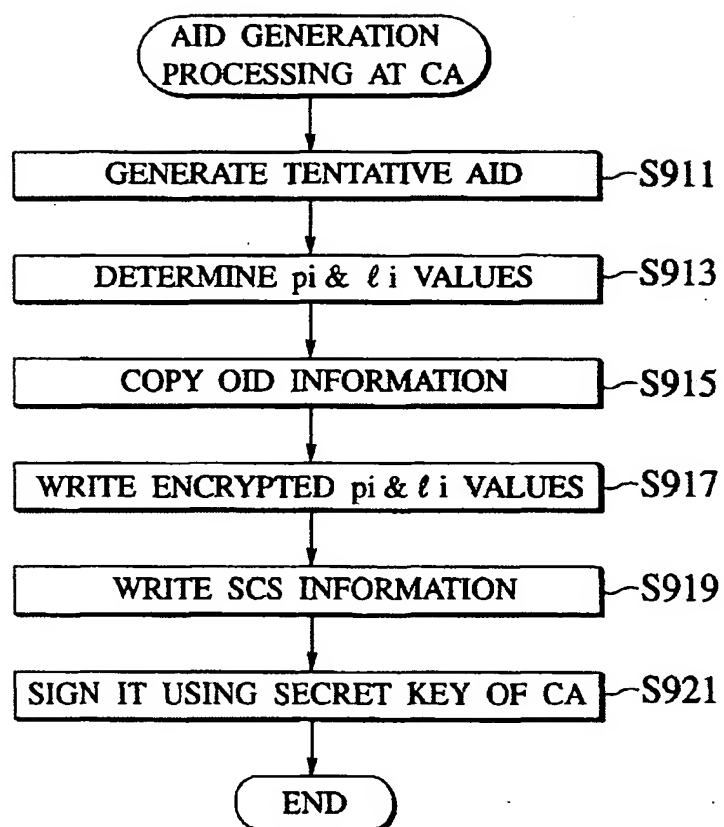 AID GENERATION
PROCESSING AT CA
GENERATE TENTATIVE AID
S911
DETERMINE pi & ℓi VALUES
S913
COPY OID INFORMATION
S915
WRITE ENCRYPTED pi & ℓi VALUES
S917
WRITE SCS INFORMATION
S919
SIGN IT USING SECRET KEY OF CA
S921
END